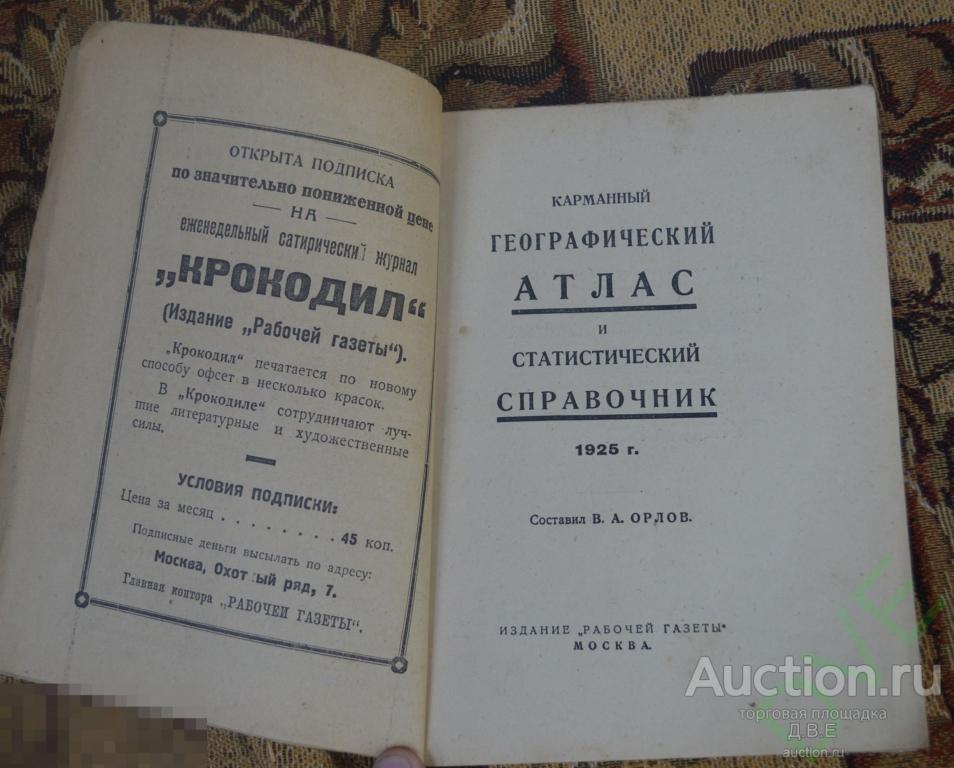 ОТКРЫТА ПОДПИСКА
по значительно пониженной цене
— НА —
еженедельный сатирический журнал
„КРОКОДИЛ“
(Издание „Рабочей газеты“).
„Крокодил“ печатается по новому
способу офсет в несколько красок.
В „Крокодиле“ сотрудничают луч-
шие литературные и художественные
силы.
УСЛОВИЯ ПОДПИСКИ:
Цена за месяц . . . . . . . . 45 коп.
Подписные деньги высылать по адресу:
Москва, Охотный ряд, 7.
Главная контора „РАБОЧЕЙ ГАЗЕТЫ“.
КАРМАННЫЙ
ГЕОГРАФИЧЕСКИЙ
АТЛАС
И
СТАТИСТИЧЕСКИЙ
СПРАВОЧНИК
1925 г.
Составил В. А. ОРЛОВ.
ИЗДАНИЕ „РАБОЧЕЙ ГАЗЕТЫ“
МОСКВА.
DVE
Auction.ru
торговая площадка
Д.В.Е
auction.ru